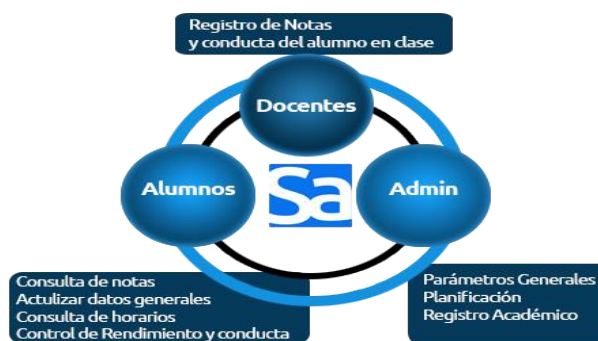 Registro de Notas
y conducta del alumno en clase
Docentes
Alumnos
Sa
Admin
Consulta de notas
Actulizar datos generales
Consulta de horarios
Control de Rendimiento y conducta
Parámetros Generales
Planificación
Registro Académico